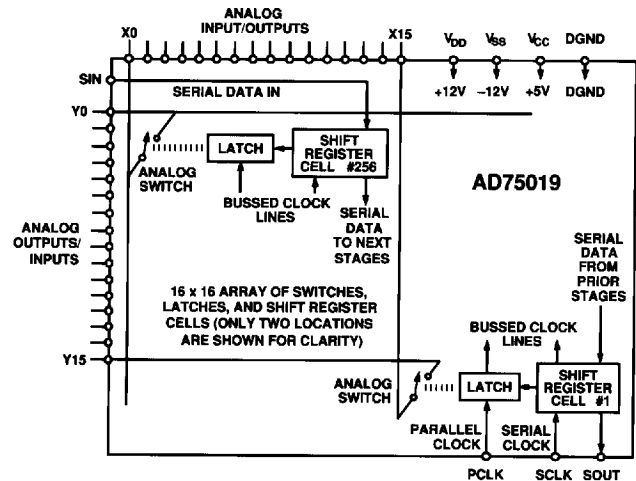 ANALOG
INPUT/OUTPUTS
X0
X15
V_DD
V_SS
V_CC
DGND
SIN
SERIAL DATA IN
+12V
–12V
+5V
DGND
Y0
LATCH
SHIFT
REGISTER
CELL #256
ANALOG
SWITCH
BUSSED CLOCK
LINES
SERIAL
DATA
TO NEXT
STAGES
AD75019
ANALOG
OUTPUTS/
INPUTS
SERIAL
DATA
FROM
PRIOR
STAGES
16 x 16 ARRAY OF SWITCHES,
LATCHES, AND SHIFT REGISTER
CELLS (ONLY TWO LOCATIONS
ARE SHOWN FOR CLARITY)
BUSSED CLOCK
LINES
Y15
ANALOG
SWITCH
LATCH
SHIFT
REGISTER
CELL #1
PARALLEL
CLOCK
SERIAL
CLOCK
PCLK
SCLK
SOUT